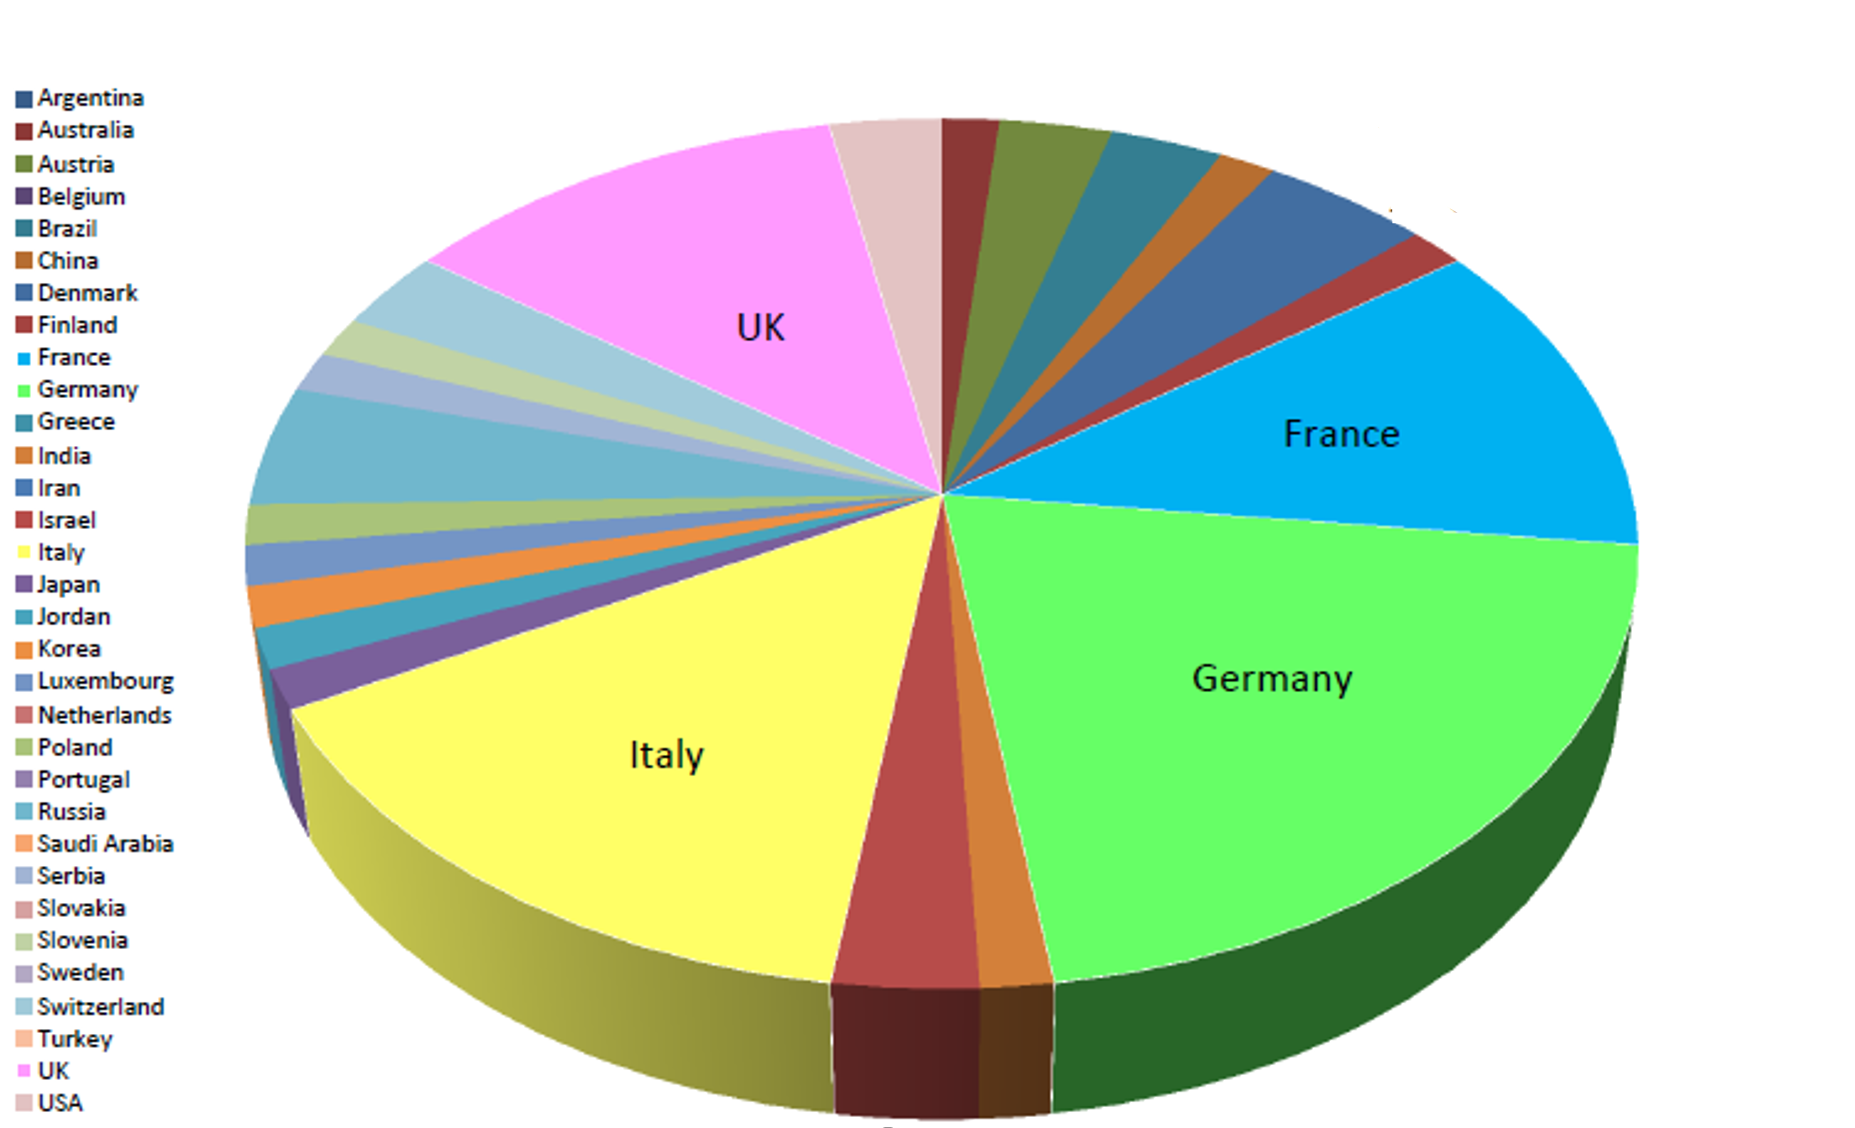 Argentina
Australia
Austria
Belgium
Brazil
China
Denmark
Finland
France
Germany
Greece
India
Iran
Israel
Italy
Japan
Jordan
Korea
Luxembourg
Netherlands
Poland
Portugal
Russia
Saudi Arabia
Serbia
Slovakia
Slovenia
Sweden
Switzerland
Turkey
UK
USA
UK
France
Germany
Italy